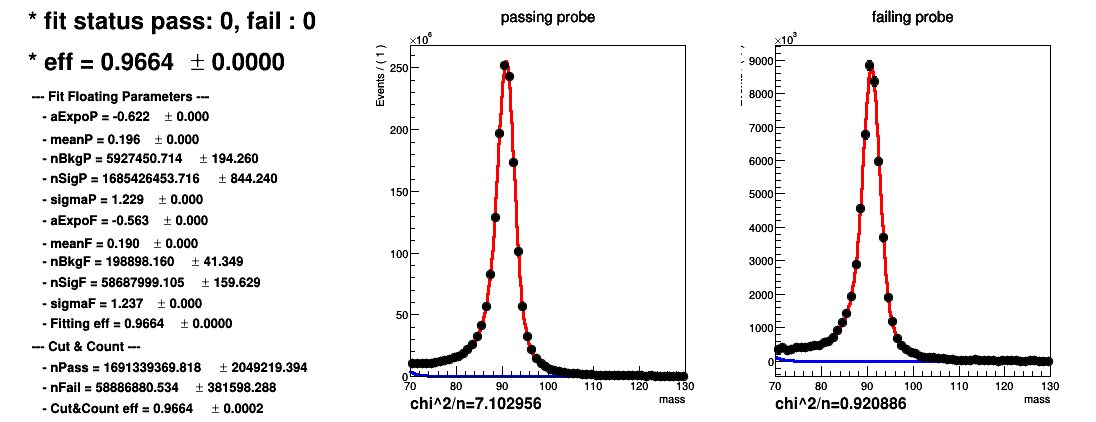 * fit status pass: 0, fail : 0
* eff = 0.9664 ± 0.0000
--- Fit Floating Parameters ---
- aExpoP = -0.622 ± 0.000
- meanP = 0.196 ± 0.000
- nBkgP = 5927450.714 ± 194.260
- nSigP = 1685426453.716 ± 844.240
- sigmaP = 1.229 ± 0.000
- aExpoF = -0.563 ± 0.000
- meanF = 0.190 ± 0.000
- nBkgF = 198898.160 ± 41.349
- nSigF = 58687999.105 ± 159.629
- sigmaF = 1.237 ± 0.000
- Fitting eff = 0.9664 ± 0.0000
--- Cut & Count ---
- nPass = 1691339369.818 ± 2049219.394
- nFail = 58886880.534 ± 381598.288
- Cut&Count eff = 0.9664 ± 0.0002
passing probe
×10⁶
Events / ( 1 )
250
200
150
100
50
0
70 80 90 100 110 120 130
mass
chi^2/n=7.102956
failing probe
×10³
9000
8000
7000
6000
5000
4000
3000
2000
1000
0
70 80 90 100 110 120 130
mass
chi^2/n=0.920886